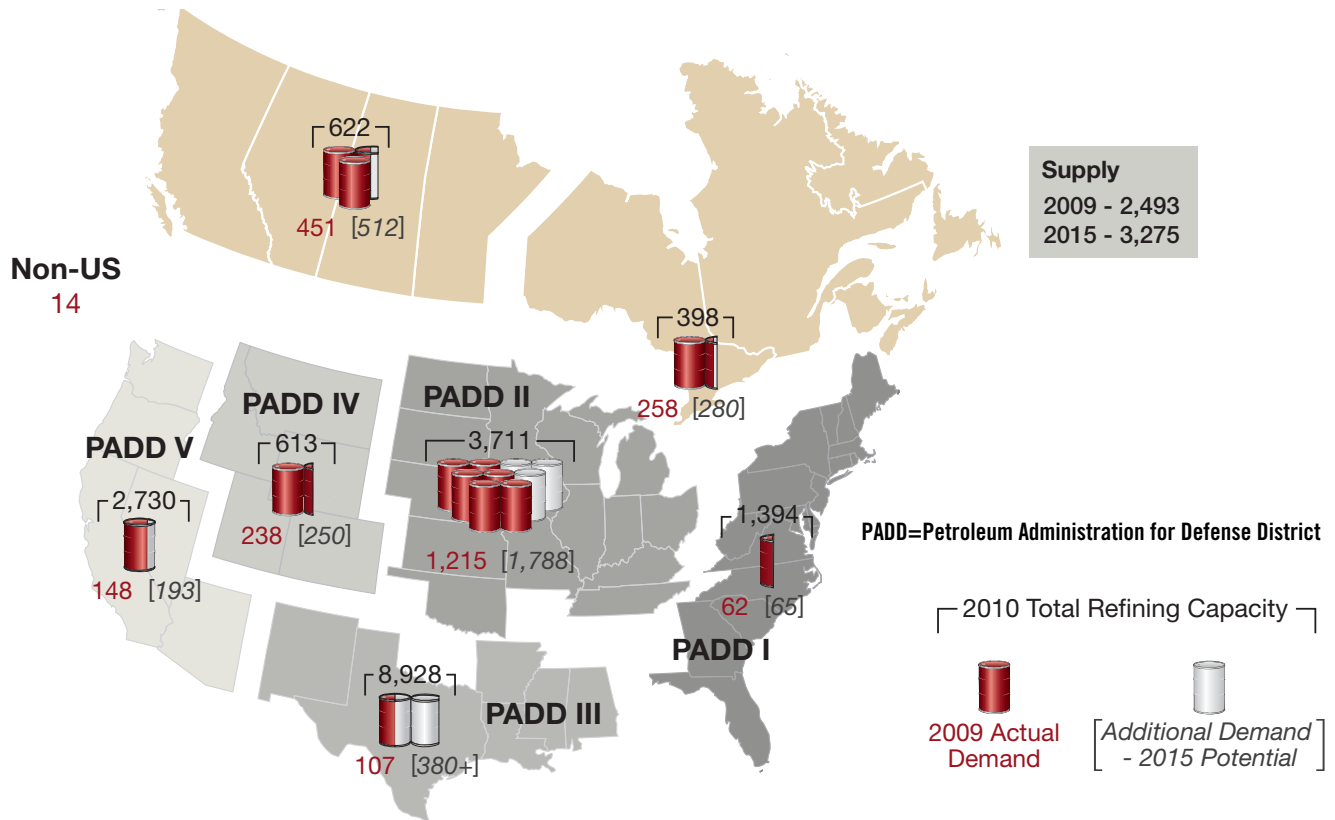 622
451 [512]
Supply
2009 - 2,493
2015 - 3,275
Non-US
14
398
258 [280]
PADD V
2,730
148 [193]
PADD IV
613
238 [250]
PADD II
3,711
1,215 [1,788]
1,394
62 [65]
PADD I
8,928
107 [380+]
PADD III
PADD=Petroleum Administration for Defense District
2010 Total Refining Capacity
2009 Actual
Demand
[Additional Demand
- 2015 Potential]